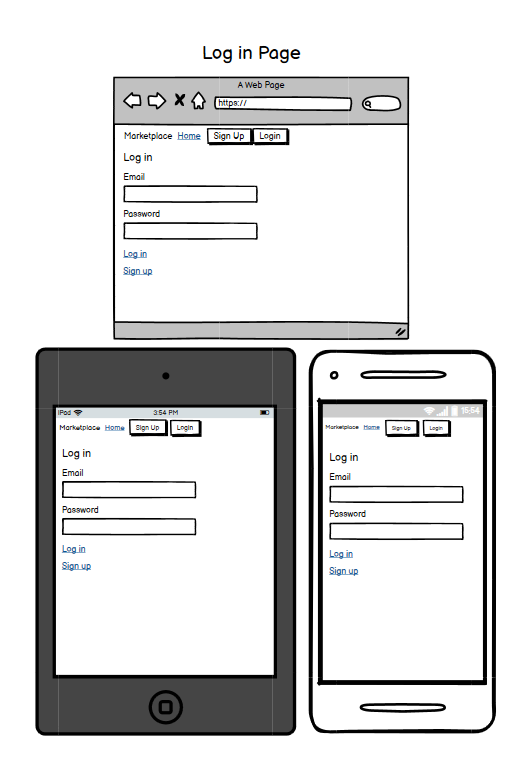 Log in Page
A Web Page
https://
Marketplace Home Sign Up Login
Log in
Email
Password
Log in
Sign up
iPad 3:54 PM
Marketplace Home Sign Up Login
Log in
Email
Password
Log in
Sign up
15:54
Marketplace Home Sign Up Login
Log in
Email
Password
Log in
Sign up